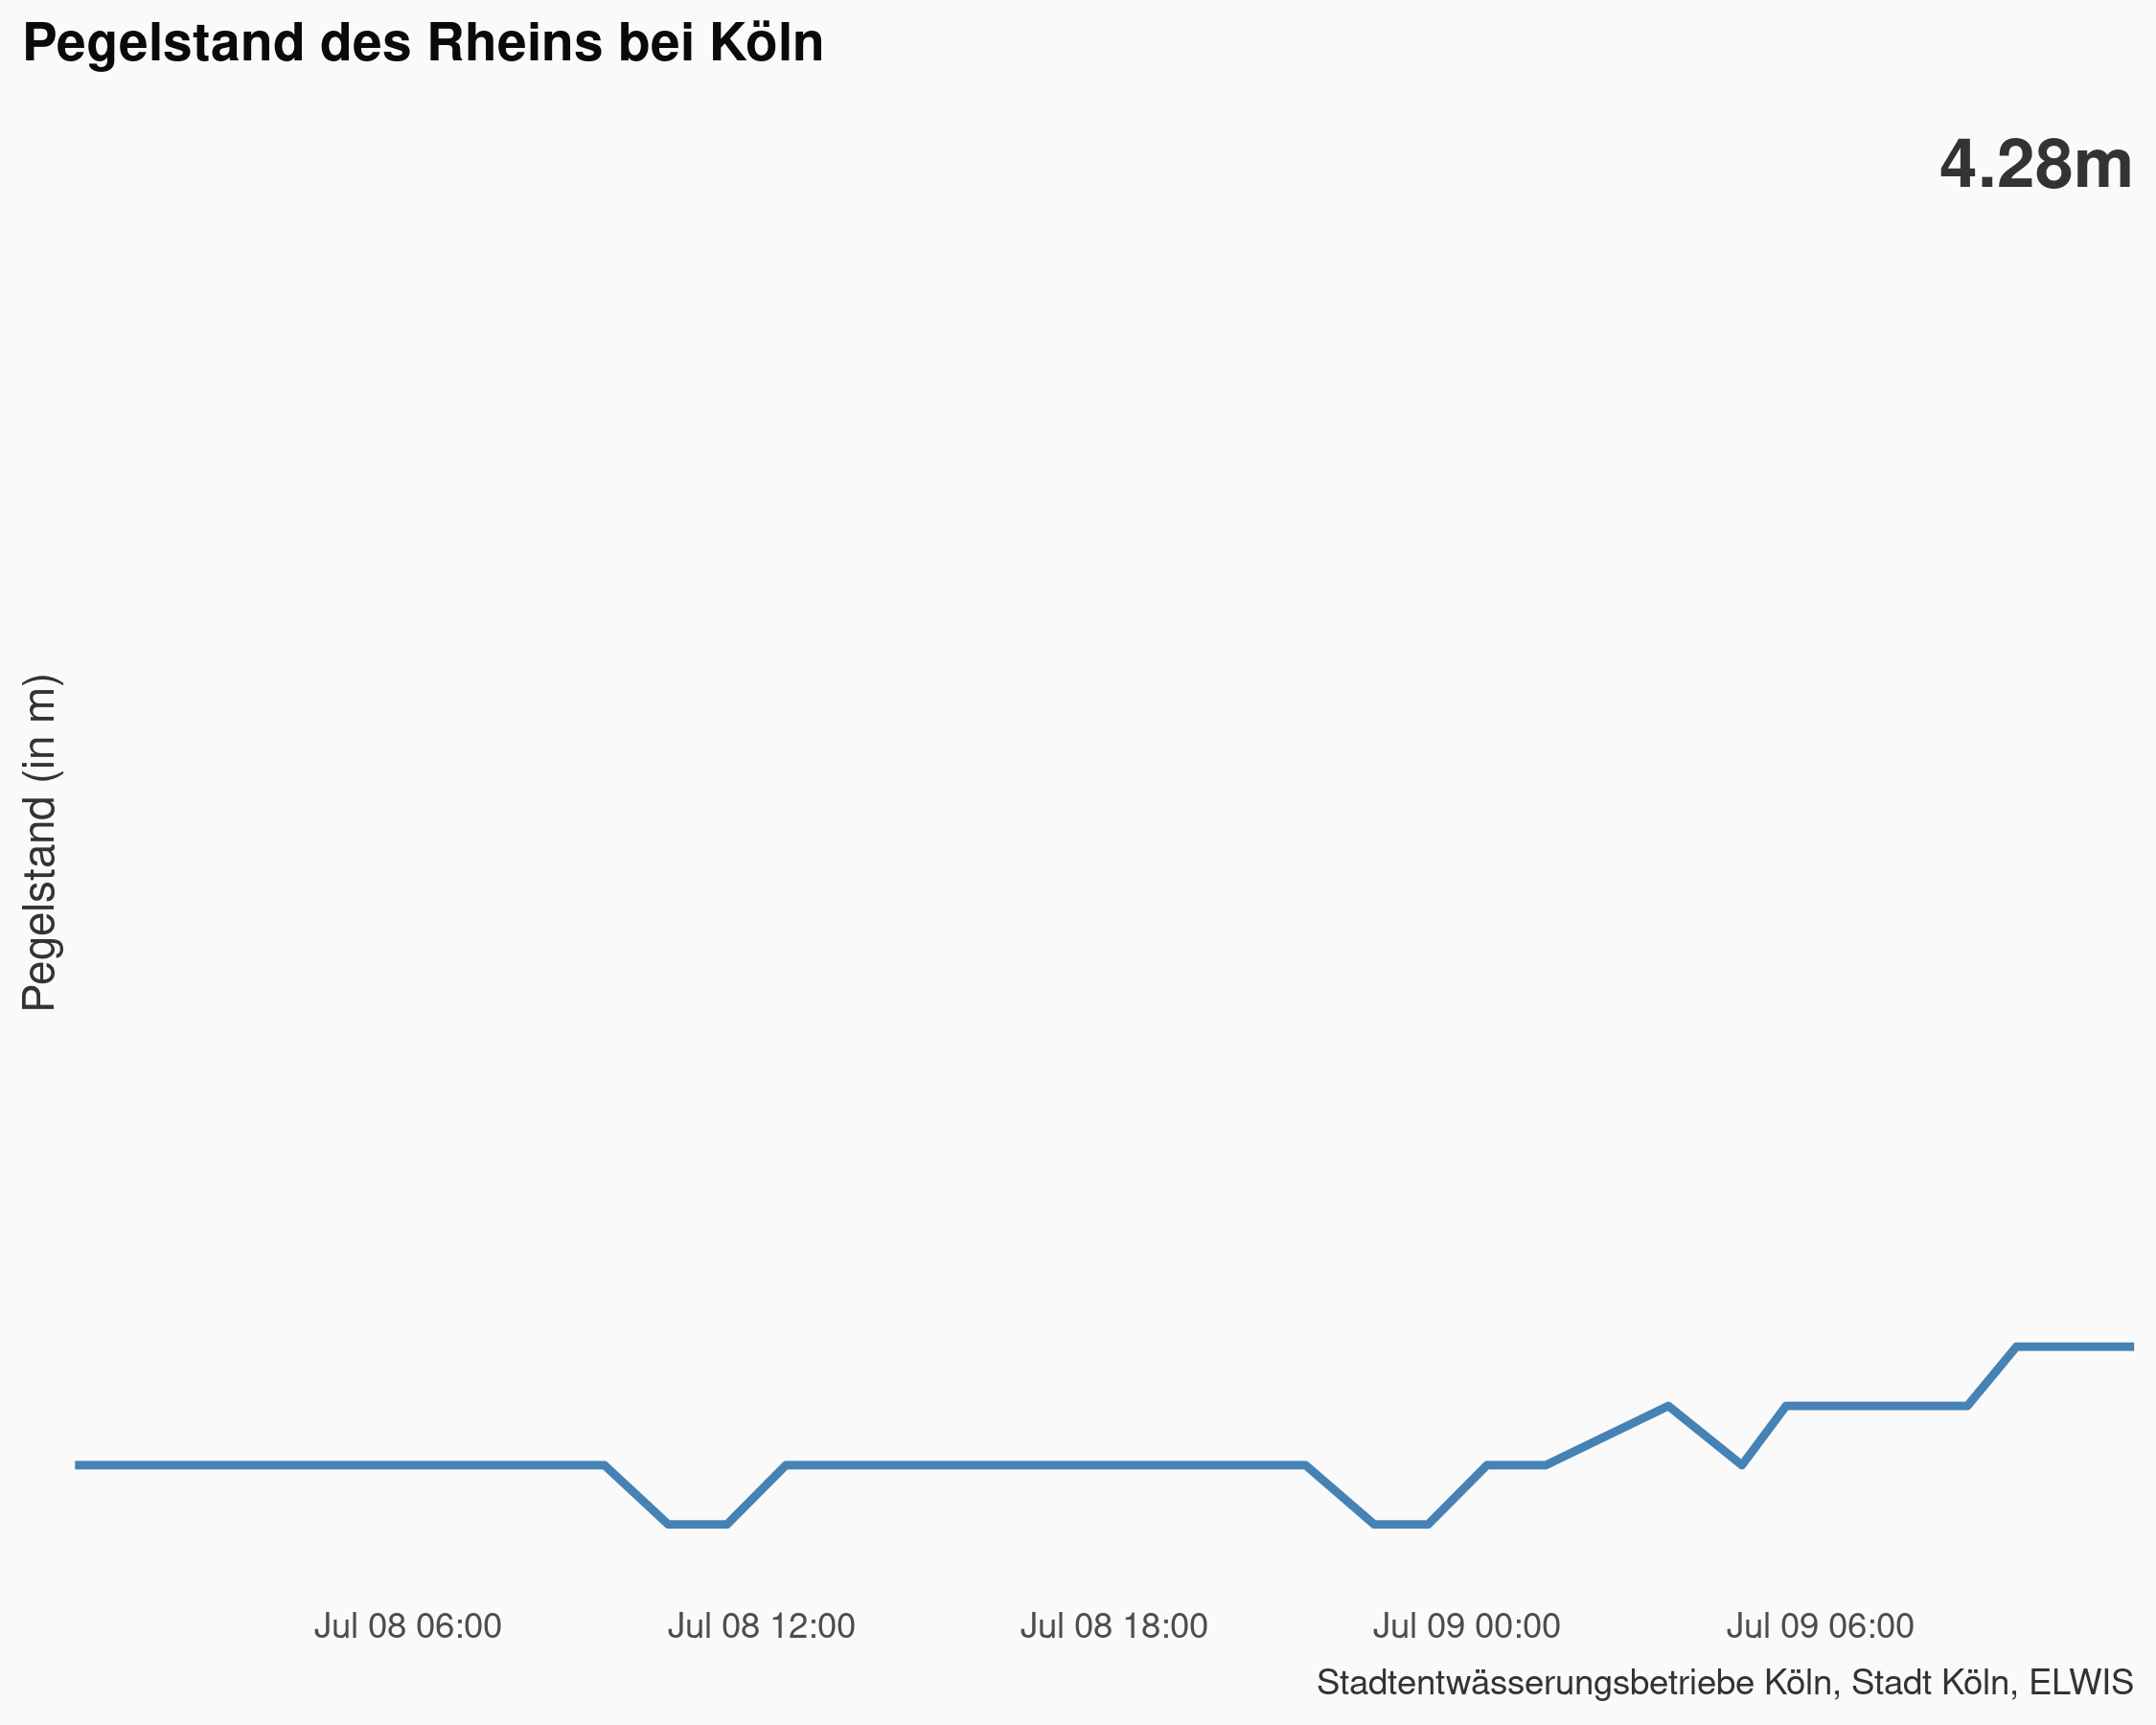 Pegelstand des Rheins bei Köln
4.28m
Pegelstand (in m)
Jul 08 06:00
Jul 08 12:00
Jul 08 18:00
Jul 09 00:00
Jul 09 06:00
Stadtentwässerungsbetriebe Köln, Stadt Köln, ELWIS